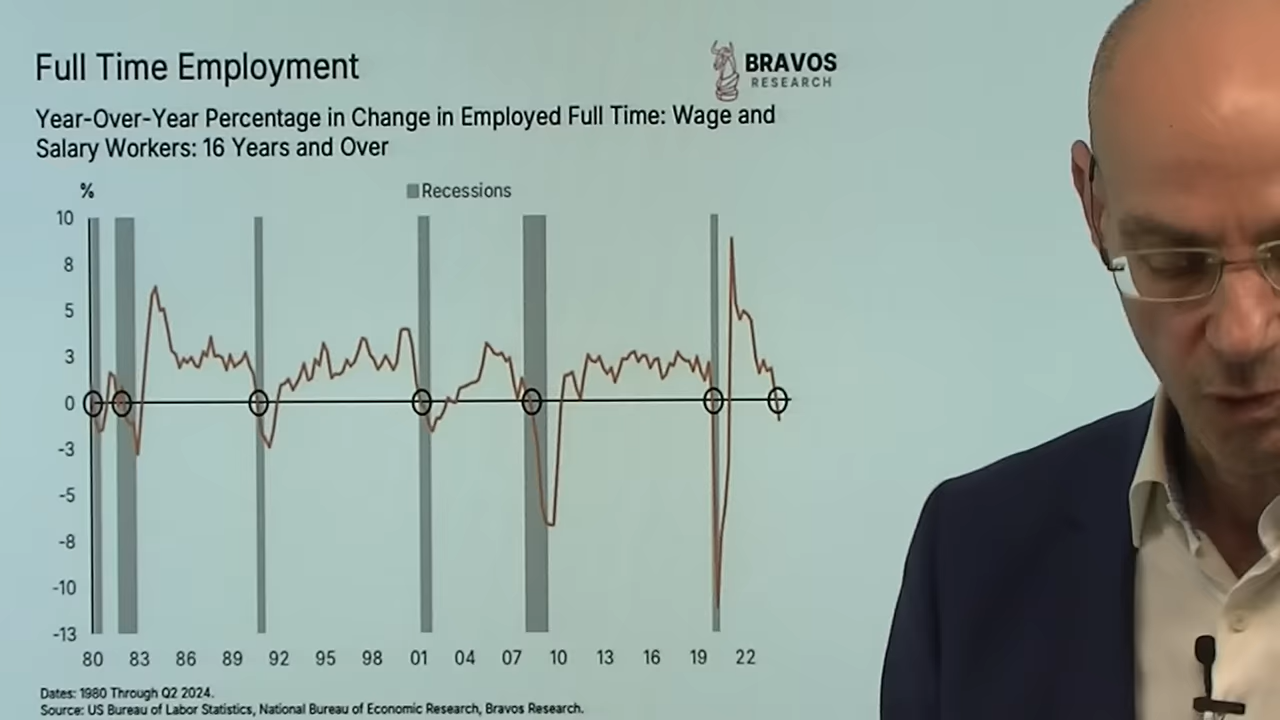 Full Time Employment
BRAVOS
RESEARCH
Year-Over-Year Percentage in Change in Employed Full Time: Wage and
Salary Workers: 16 Years and Over
%
Recessions
10
8
5
3
0
-3
-5
-8
-10
-13
80 83 86 89 92 95 98 01 04 07 10 13 16 19 22
Dates: 1980 Through Q2 2024.
Source: US Bureau of Labor Statistics, National Bureau of Economic Research, Bravos Research.